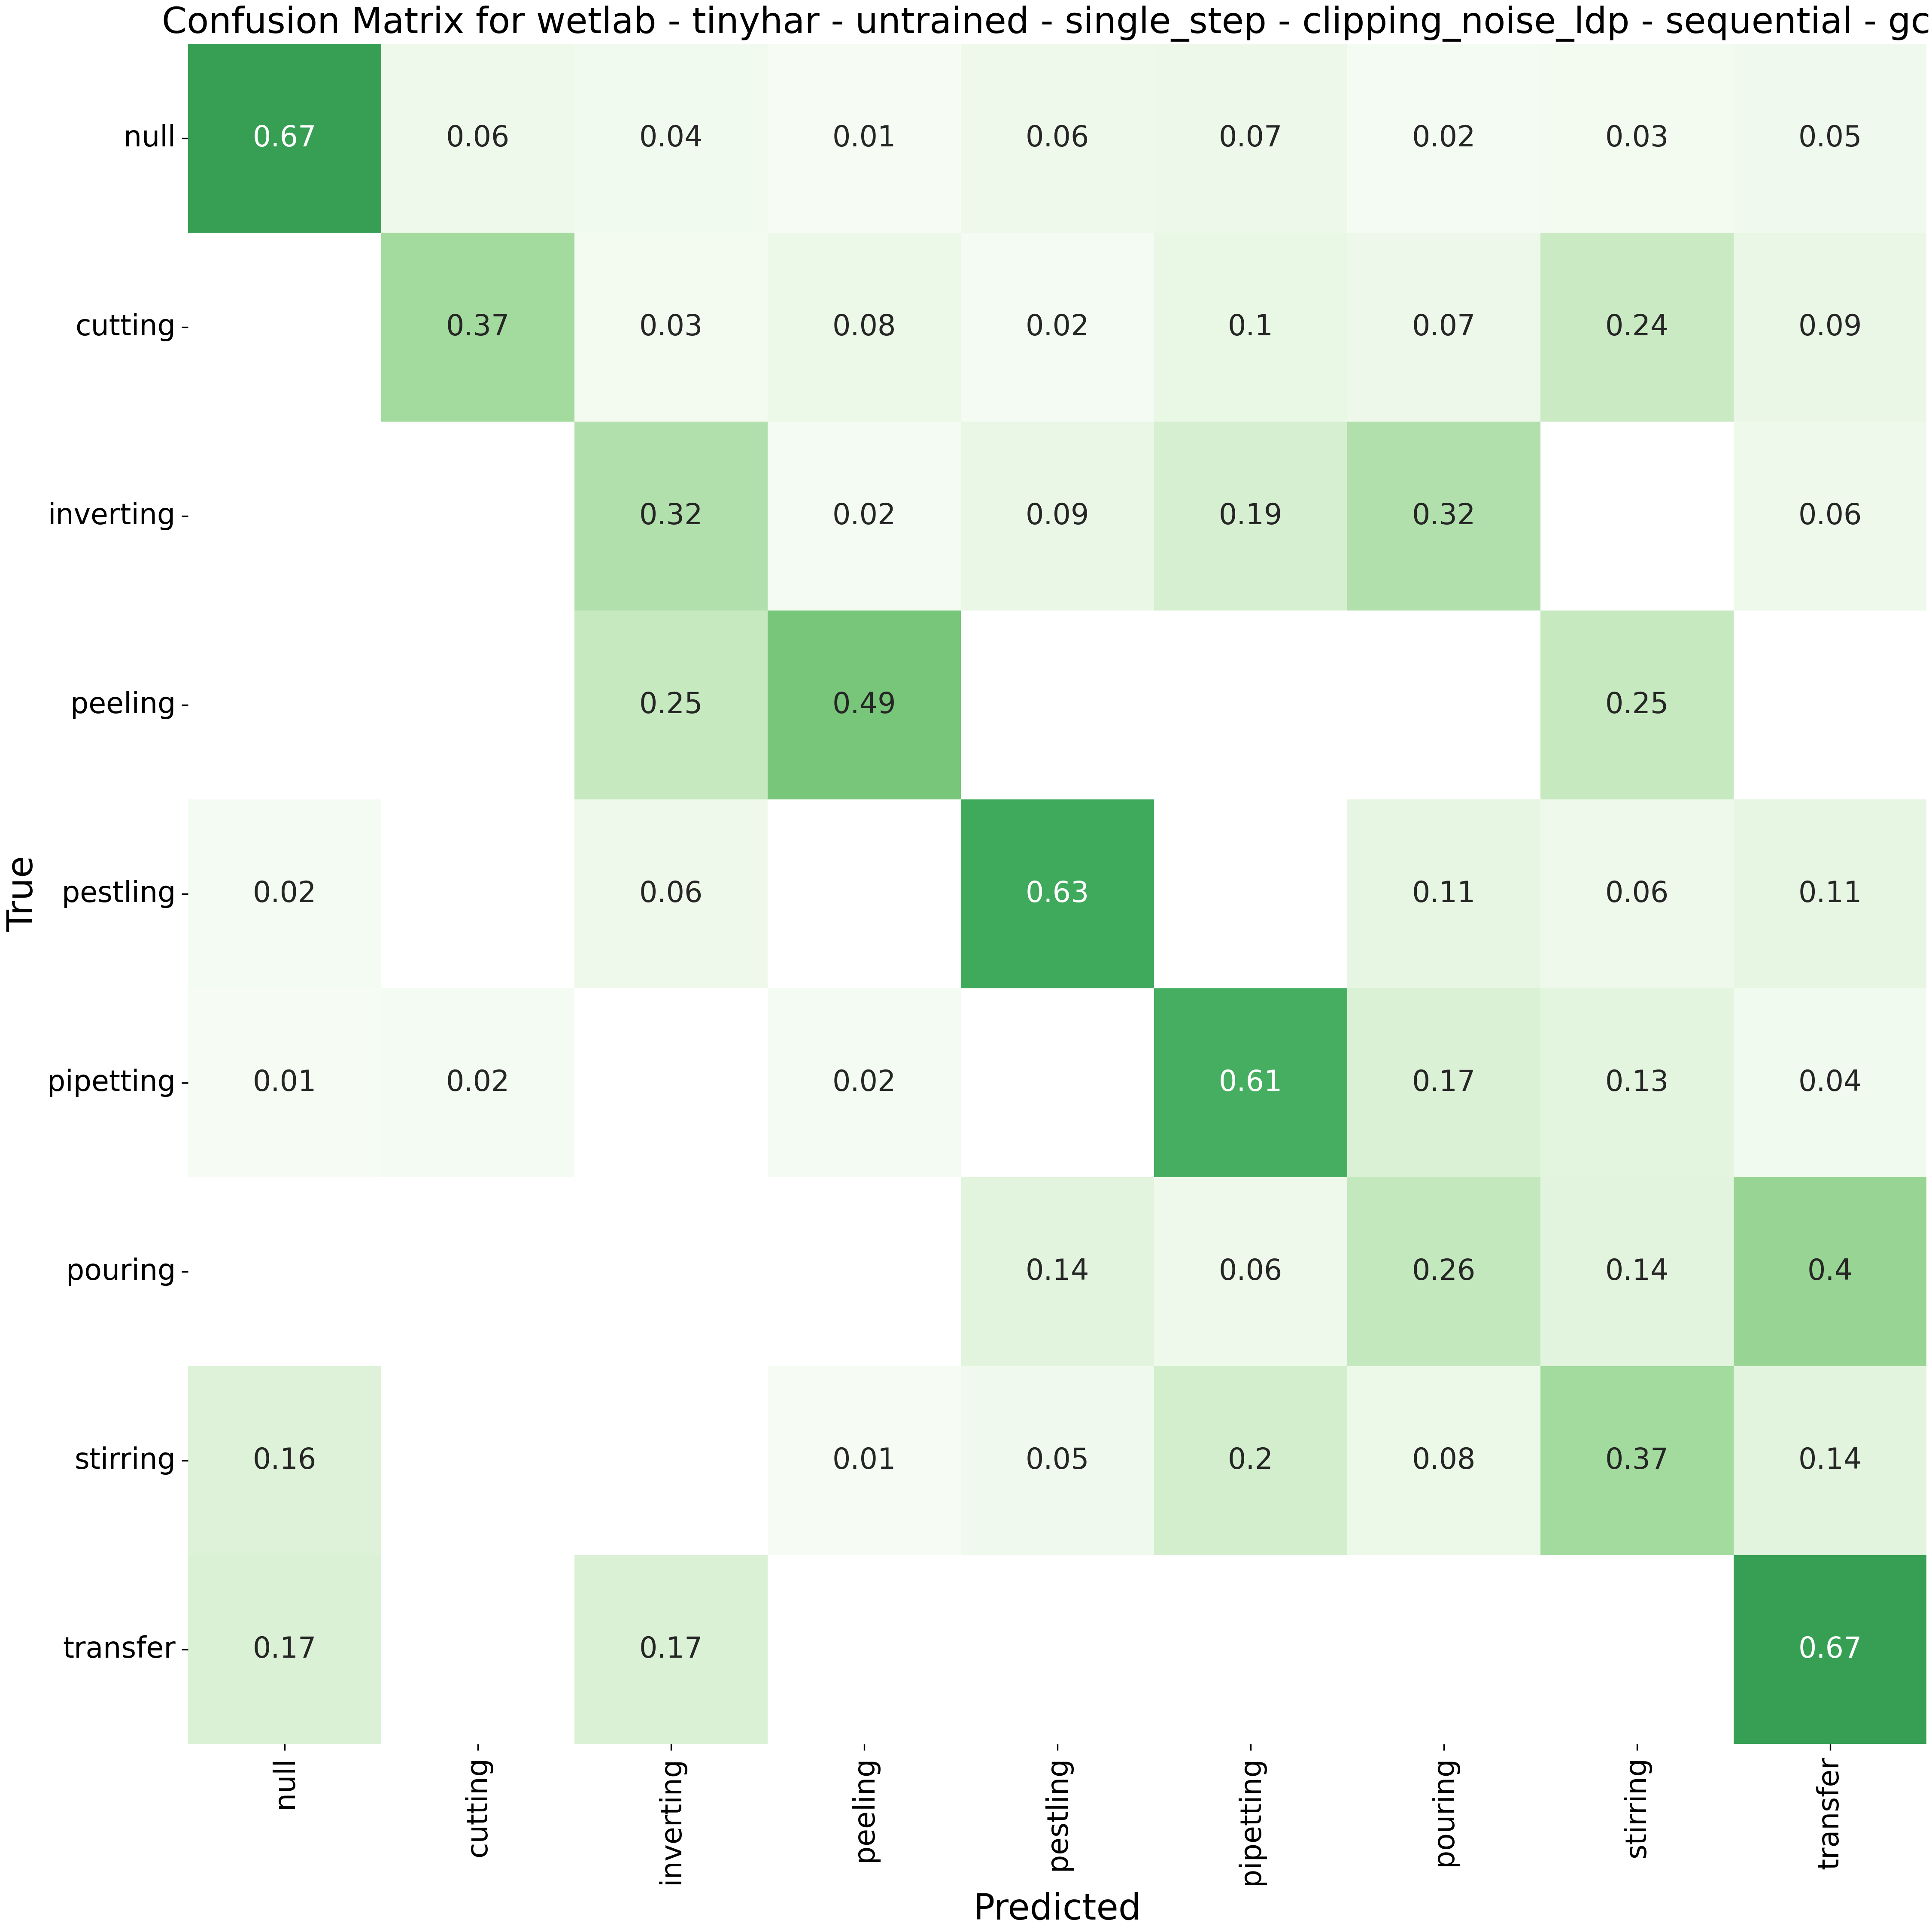 Confusion Matrix for wetlab - tinyhar - untrained - single_step - clipping_noise_ldp - sequential - gc
null 0.67 0.06 0.04 0.01 0.06 0.07 0.02 0.03 0.05
cutting 0.37 0.03 0.08 0.02 0.1 0.07 0.24 0.09
inverting 0.32 0.02 0.09 0.19 0.32 0.06
peeling 0.25 0.49 0.25
pestling 0.02 0.06 0.63 0.11 0.06 0.11
pipetting 0.01 0.02 0.02 0.61 0.17 0.13 0.04
pouring 0.14 0.06 0.26 0.14 0.4
stirring 0.16 0.01 0.05 0.2 0.08 0.37 0.14
transfer 0.17 0.17 0.67
True
null cutting inverting peeling pestling pipetting pouring stirring transfer
Predicted